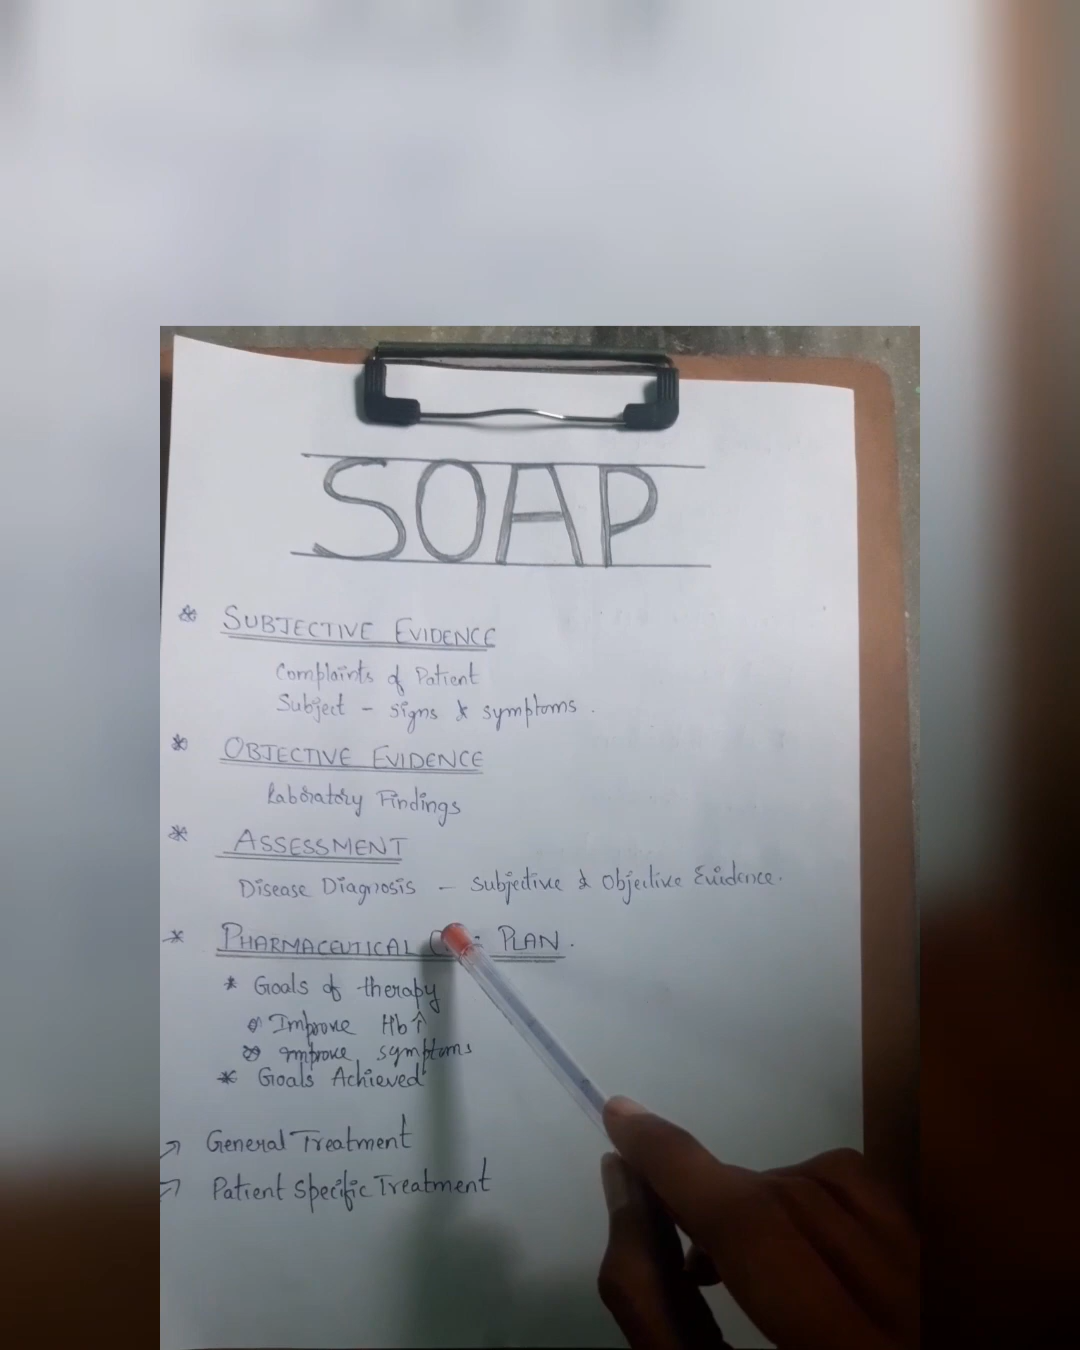 SOAP
* SUBJECTIVE EVIDENCE
Complaints of Patient
Subject - Signs & symptoms.
* OBJECTIVE EVIDENCE
Laboratory Findings
* ASSESSMENT
Disease Diagnosis - Subjective & Objective Evidence.
* PHARMACEUTICAL PLAN.
* Goals of therapy
Improve Hb↑
improve symptoms
* Goals Achieved
→ General Treatment
→ Patient Specific Treatment